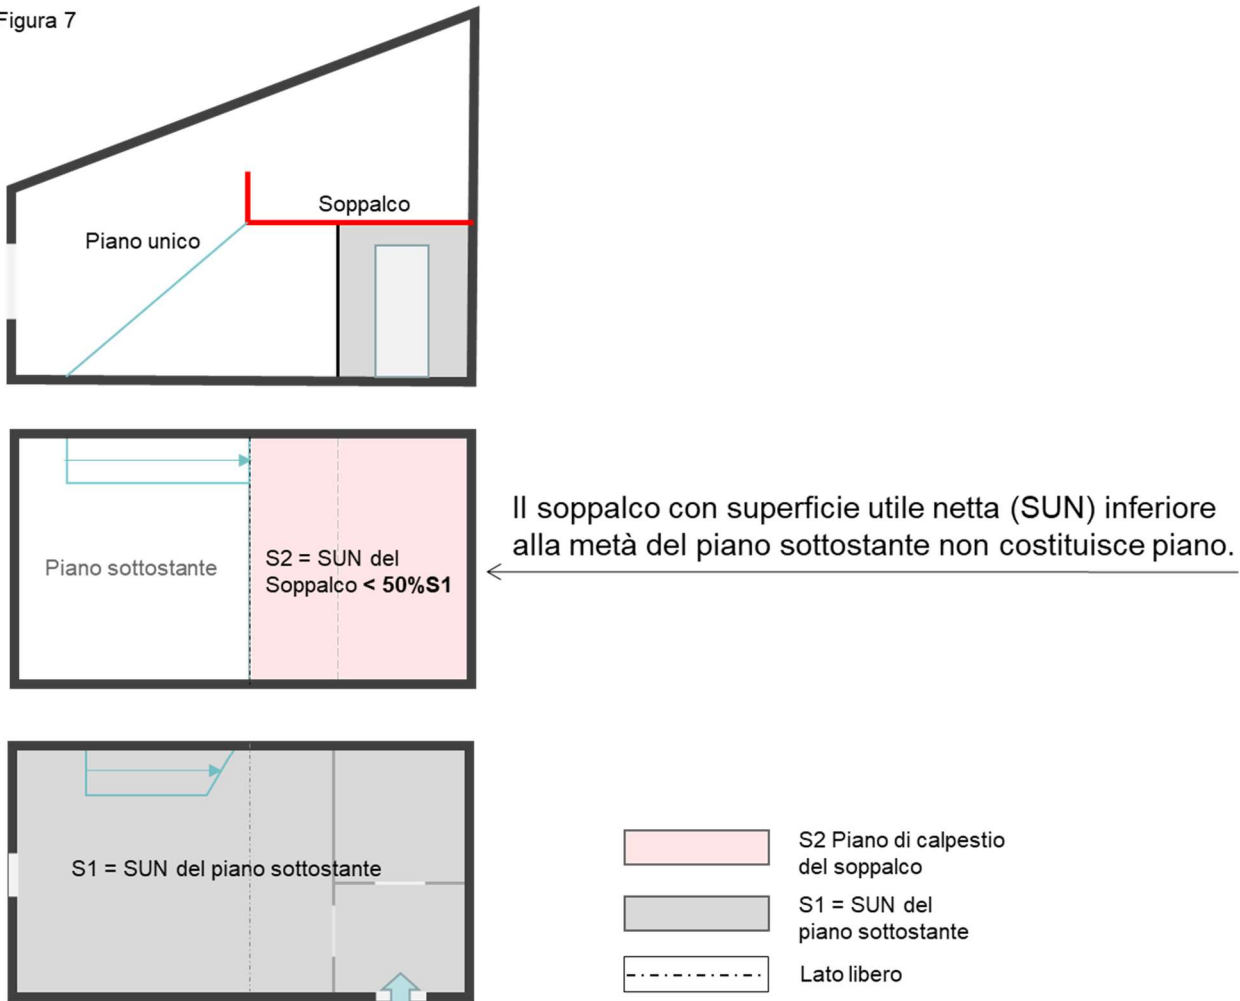 Figura 7
Soppalco
Piano unico
Il soppalco con superficie utile netta (SUN) inferiore
alla metà del piano sottostante non costituisce piano.
Piano sottostante
S2 = SUN del
Soppalco < 50%S1
S1 = SUN del piano sottostante
S2 Piano di calpestio
del soppalco
S1 = SUN del
piano sottostante
Lato libero